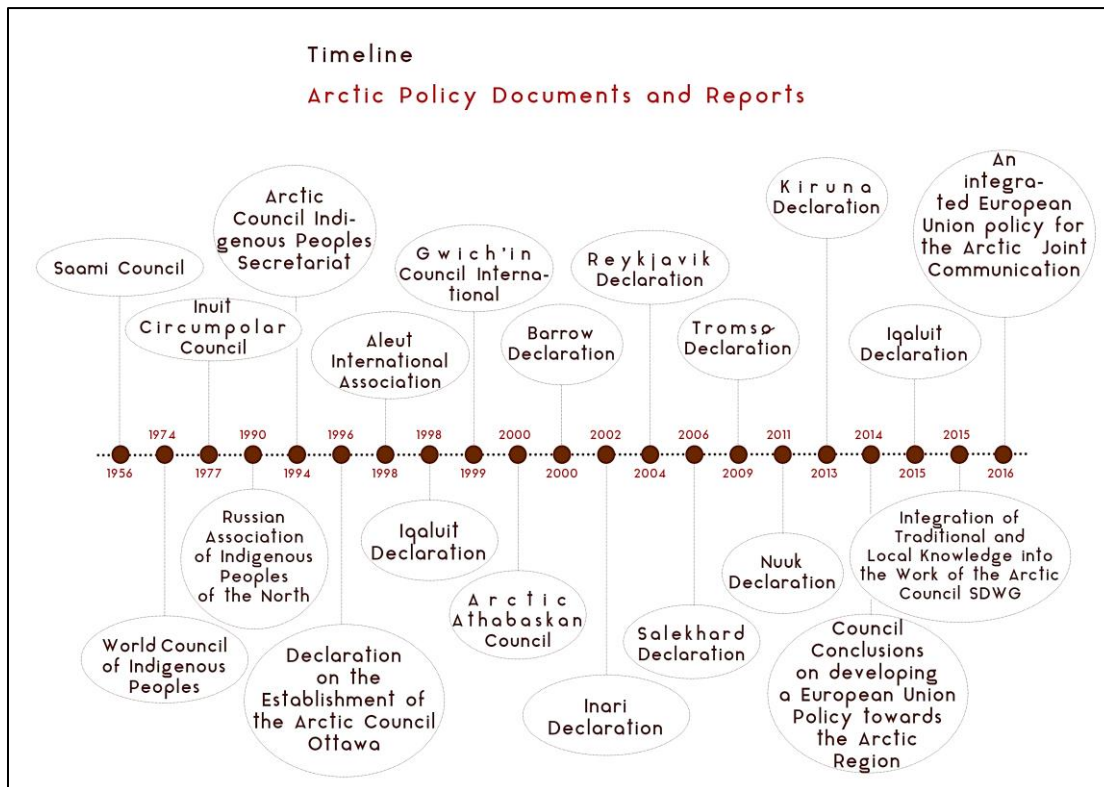 Timeline
Arctic Policy Documents and Reports
Saami Council
Inuit
Circumpolar
Council
Arctic
Council Indi-
genous Peoples
Secretariat
Aleut
International
Association
Gwich'in
Council Interna-
tional
Barrow
Declaration
Reykjavik
Declaration
Tromsø
Declaration
Kiruna
Declaration
Iqaluit
Declaration
An
integra-
ted European
Union policy for
the Arctic Joint
Communication
1974
1990
1996
1998
2000
2002
2006
2011
2014
2015
1956
1977
1994
1998
1999
2000
2004
2009
2013
2015
2016
World Council
of Indigenous
Peoples
Russian
Association
of Indigenous
Peoples
of the North
Declaration
on the
Establishment of
the Arctic Council
Ottawa
Iqaluit
Declaration
Arctic
Athabaskan
Council
Inari
Declaration
Salekhard
Declaration
Nuuk
Declaration
Council
Conclusions
on developing
a European Union
Policy towards
the Arctic
Region
Integration of
Traditional and
Local Knowledge into
the Work of the Arctic
Council SDWG